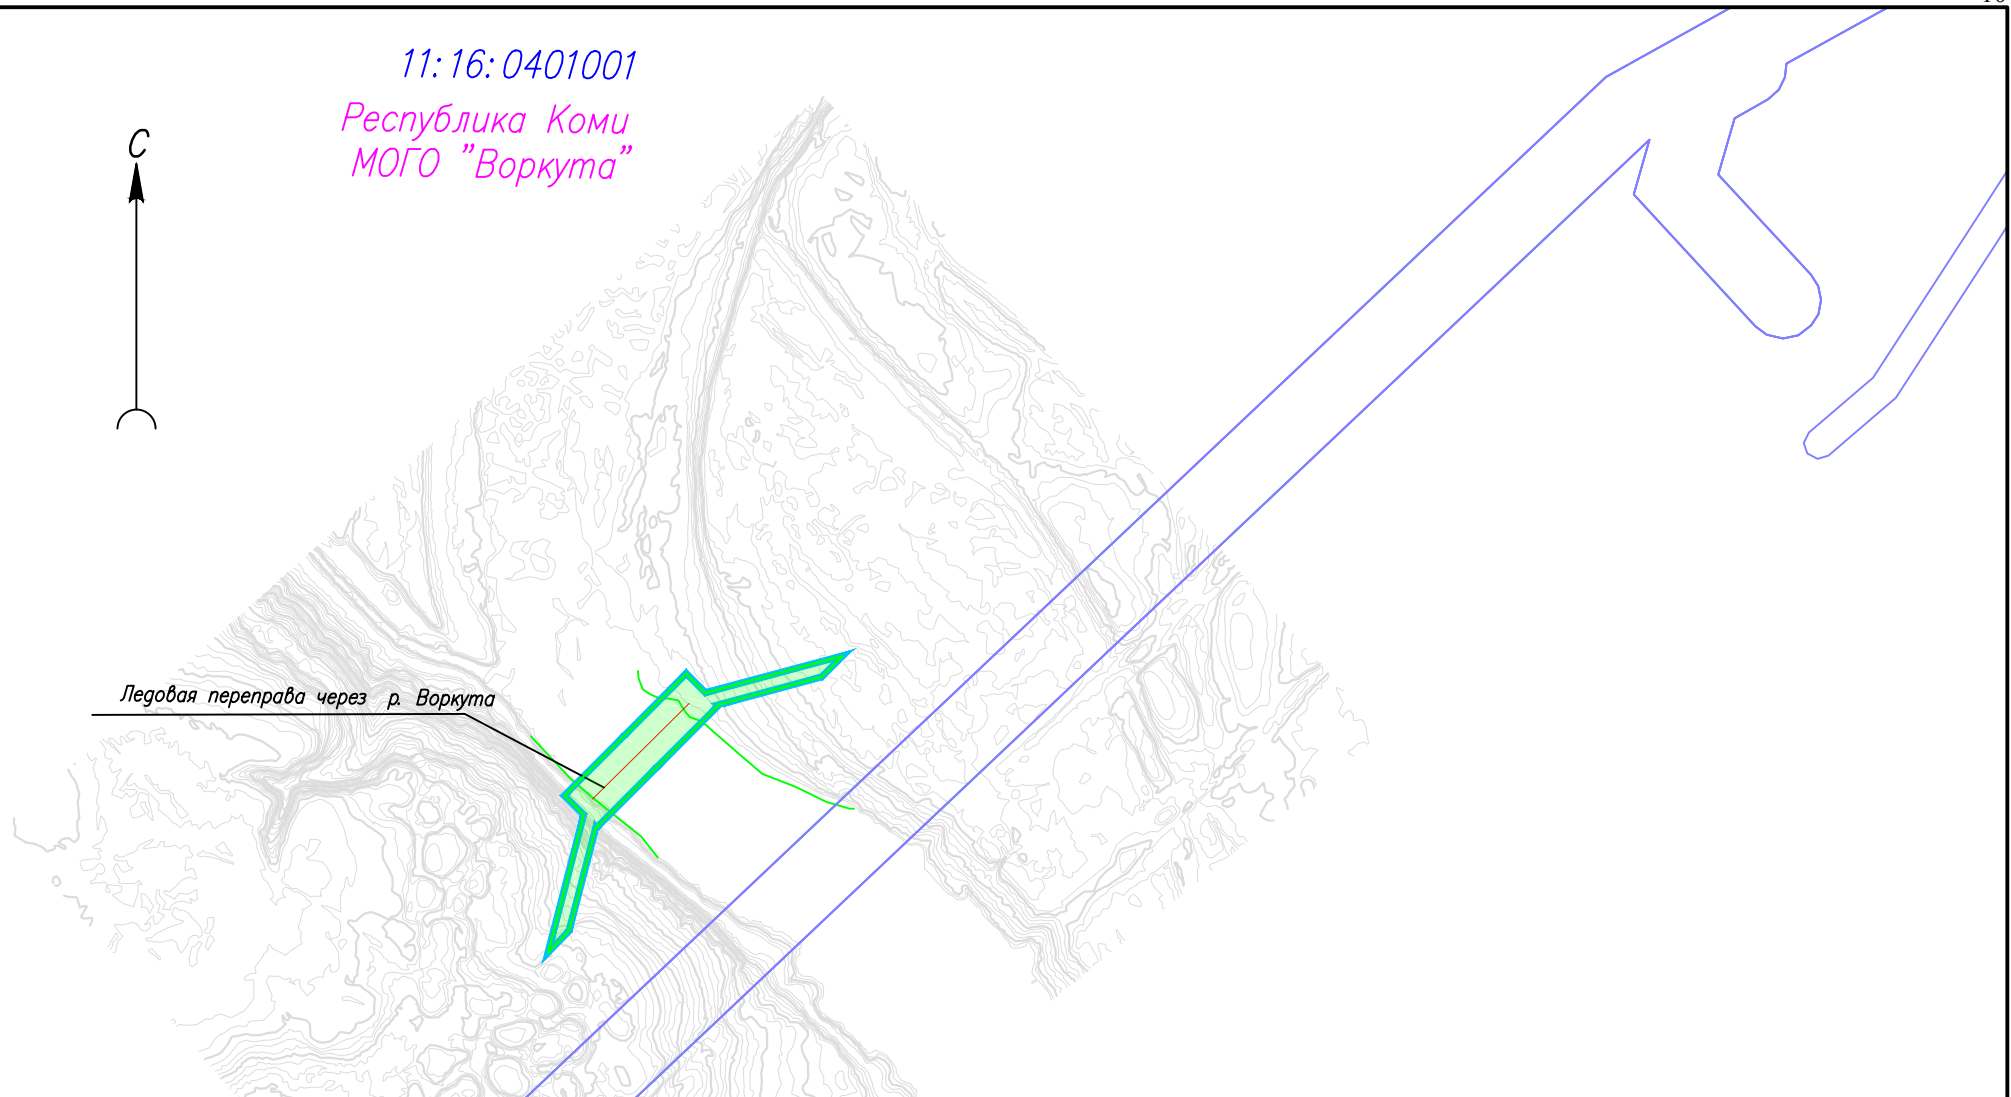 11:16:0401001
Республика Коми
МОГО "Воркута"
С
Ледовая переправа через р. Воркута